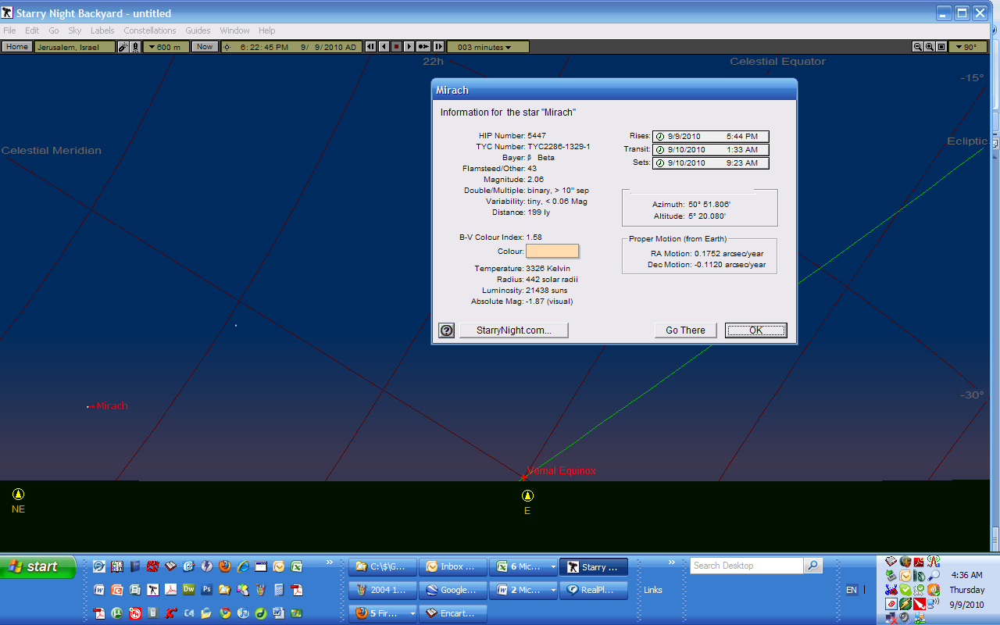 Starry Night Backyard - untitled
File Edit Go Sky Labels Constellations Guides Window Help
Home Jerusalem, Israel 600 m Now 6: 22: 45 PM 9/ 9/2010 AD 003 minutes 90°
22h
Celestial Equator
-15°
Celestial Meridian
Ecliptic
-30°
Mirach
Vernal Equinox
NE
E
Mirach
Information for the star "Mirach"
HIP Number: 5447
TYC Number: TYC2286-1329-1
Bayer: β Beta
Flamsteed/Other: 43
Magnitude: 2.06
Double/Multiple: binary, > 10" sep
Variability: tiny, < 0.06 Mag
Distance: 199 ly
B-V Colour Index: 1.58
Colour:
Temperature: 3326 Kelvin
Radius: 442 solar radii
Luminosity: 21438 suns
Absolute Mag: -1.87 (visual)
Rises: 9/9/2010 5:44 PM
Transit: 9/10/2010 1:33 AM
Sets: 9/10/2010 9:23 AM
Azimuth: 50° 51.806'
Altitude: 5° 20.080'
Proper Motion (from Earth)
RA Motion: 0.1752 arcsec/year
Dec Motion: -0.1120 arcsec/year
StarryNight.com... Go There OK
start
C:\$\G... Inbox ... 6 Mic... Starry ...
2004 1... Google... 2 Mic... RealPl...
5 Fir... Encart...
Links
Search Desktop
EN
4:36 AM
Thursday
9/9/2010